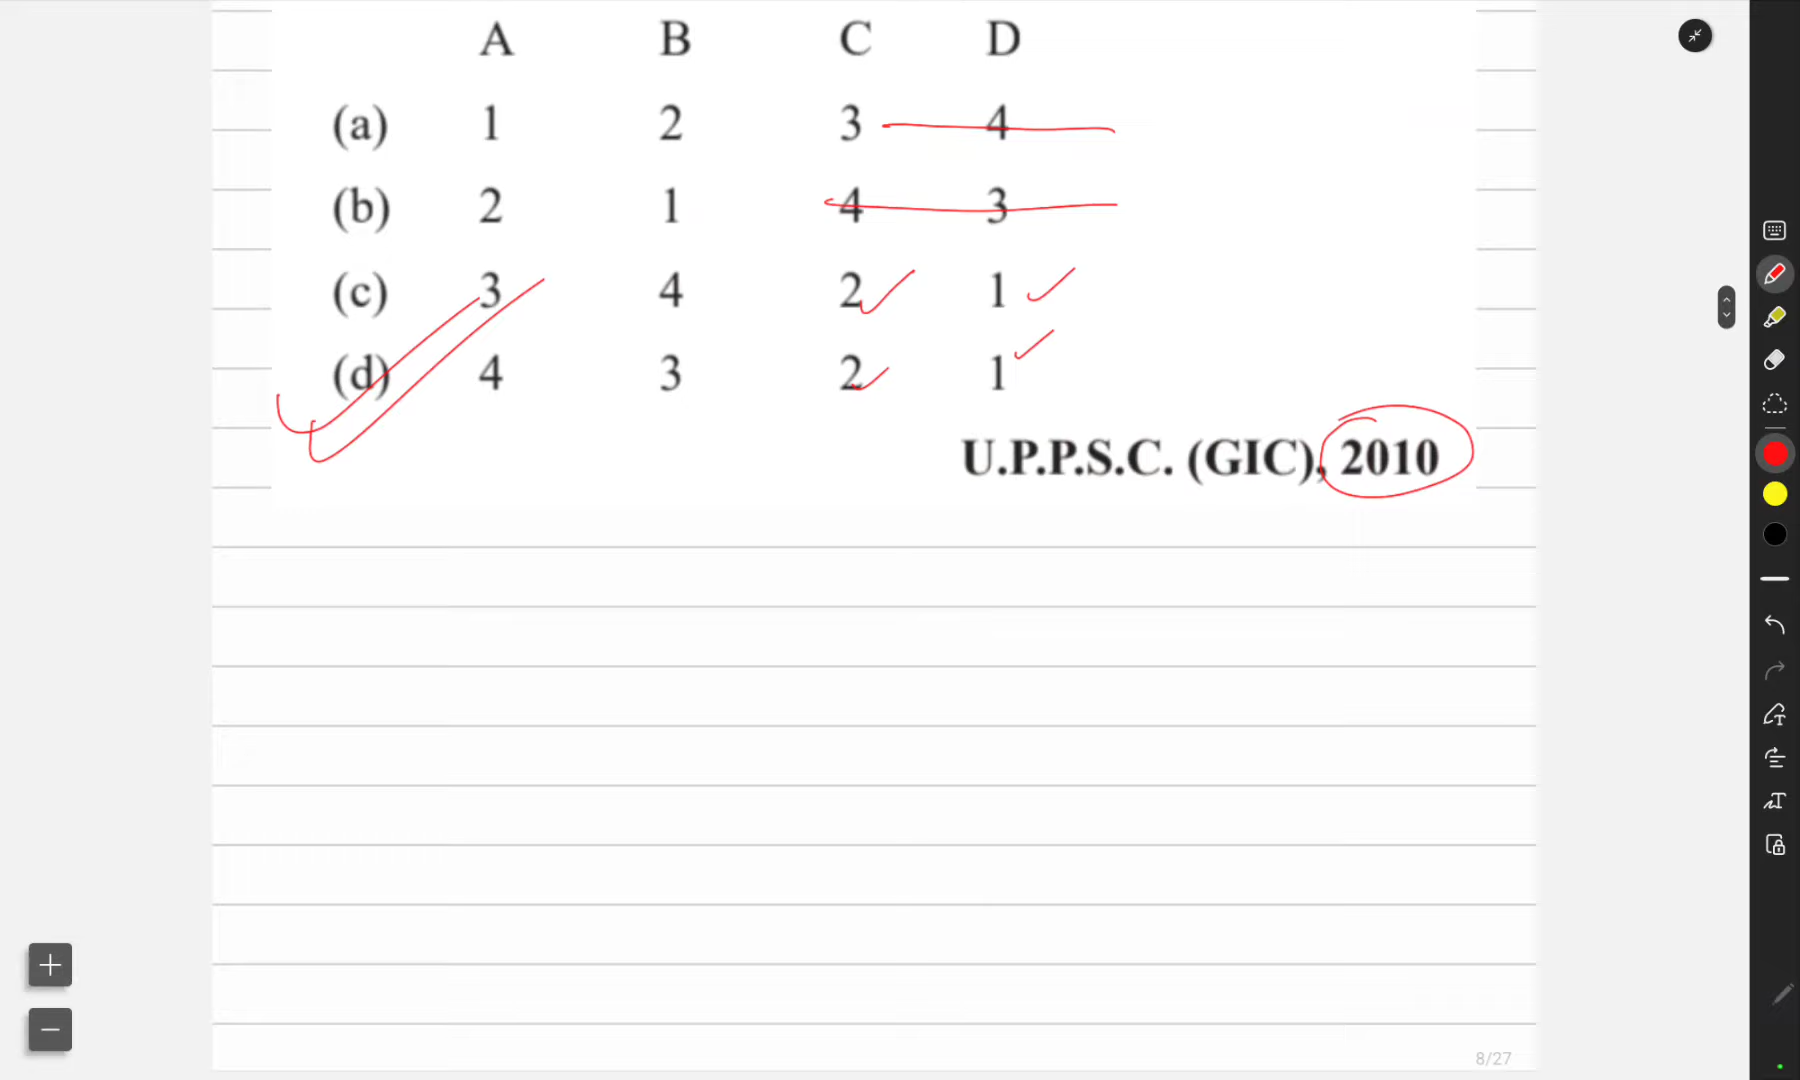 A B C D
(a) 1 2 3 4
(b) 2 1 4 3
(c) 3 4 2 1
(d) 4 3 2 1
U.P.P.S.C. (GIC), 2010
8/27